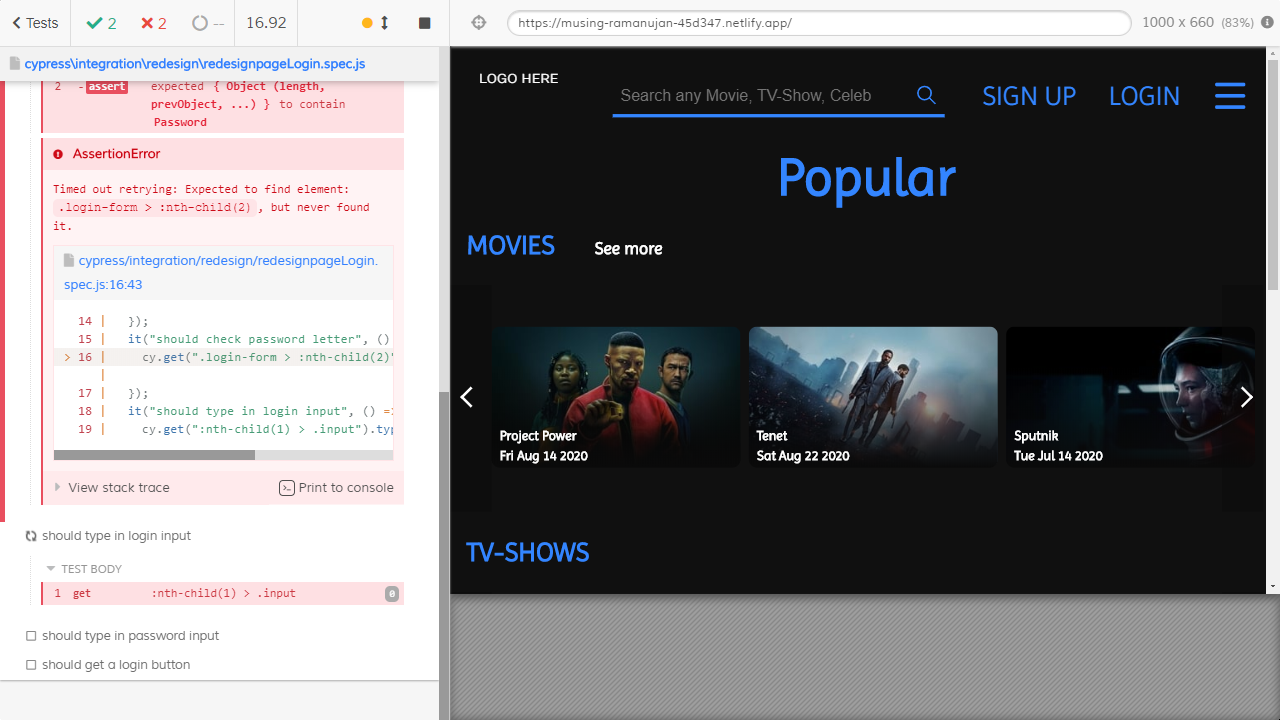 Tests
2
2
--
16.92
https://musing-ramanujan-45d347.netlify.app/
1000 x 660 (83%)
cypress\integration\redesign\redesignpageLogin.spec.js
2 -assert expected { Object (length,
prevObject, ...) } to contain
Password
AssertionError
Timed out retrying: Expected to find element:
.login-form > :nth-child(2), but never found
it.
cypress/integration/redesign/redesignpageLogin.
spec.js:16:43
14 | });
15 | it("should check password letter", ()
> 16 | cy.get(".login-form > :nth-child(2)"
|
17 | });
18 | it("should type in login input", () =
19 | cy.get(":nth-child(1) > .input").typ
View stack trace
Print to console
should type in login input
TEST BODY
1 get :nth-child(1) > .input 0
should type in password input
should get a login button
LOGO HERE
Search any Movie, TV-Show, Celeb
SIGN UP
LOGIN
Popular
MOVIES
See more
Project Power
Fri Aug 14 2020
Tenet
Sat Aug 22 2020
Sputnik
Tue Jul 14 2020
TV-SHOWS